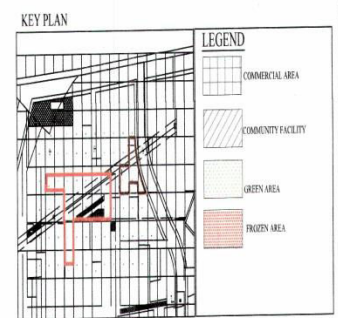 KEY PLAN
LEGEND
COMMERCIAL AREA
COMMUNITY FACILITY
GREEN AREA
FROZEN AREA